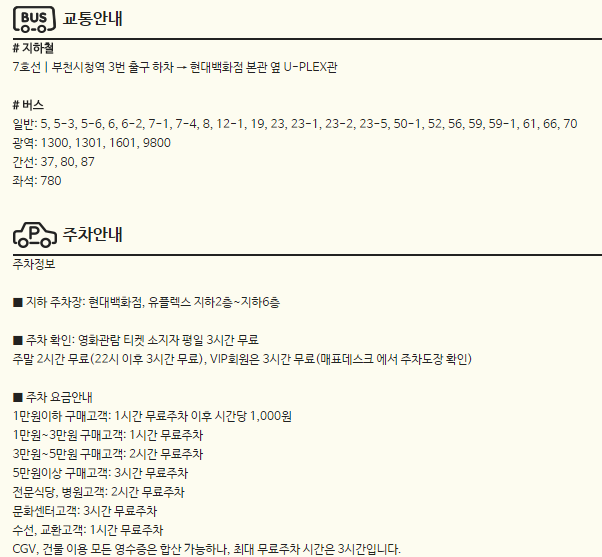 BUS 교통안내
# 지하철
7호선 | 부천시청역 3번 출구 하차 → 현대백화점 본관 옆 U-PLEX관
# 버스
일반: 5, 5-3, 5-6, 6, 6-2, 7-1, 7-4, 8, 12-1, 19, 23, 23-1, 23-2, 23-5, 50-1, 52, 56, 59, 59-1, 61, 66, 70
광역: 1300, 1301, 1601, 9800
간선: 37, 80, 87
좌석: 780
P 주차안내
주차정보
■ 지하 주차장: 현대백화점, 유플렉스 지하2층~지하6층
■ 주차 확인: 영화관람 티켓 소지자 평일 3시간 무료
주말 2시간 무료(22시 이후 3시간 무료), VIP회원은 3시간 무료(매표데스크 에서 주차도장 확인)
■ 주차 요금안내
1만원이하 구매고객: 1시간 무료주차 이후 시간당 1,000원
1만원~3만원 구매고객: 1시간 무료주차
3만원~5만원 구매고객: 2시간 무료주차
5만원이상 구매고객: 3시간 무료주차
전문식당, 병원고객: 2시간 무료주차
문화센터고객: 3시간 무료주차
수선, 교환고객: 1시간 무료주차
CGV, 건물 이용 모든 영수증은 합산 가능하나, 최대 무료주차 시간은 3시간입니다.